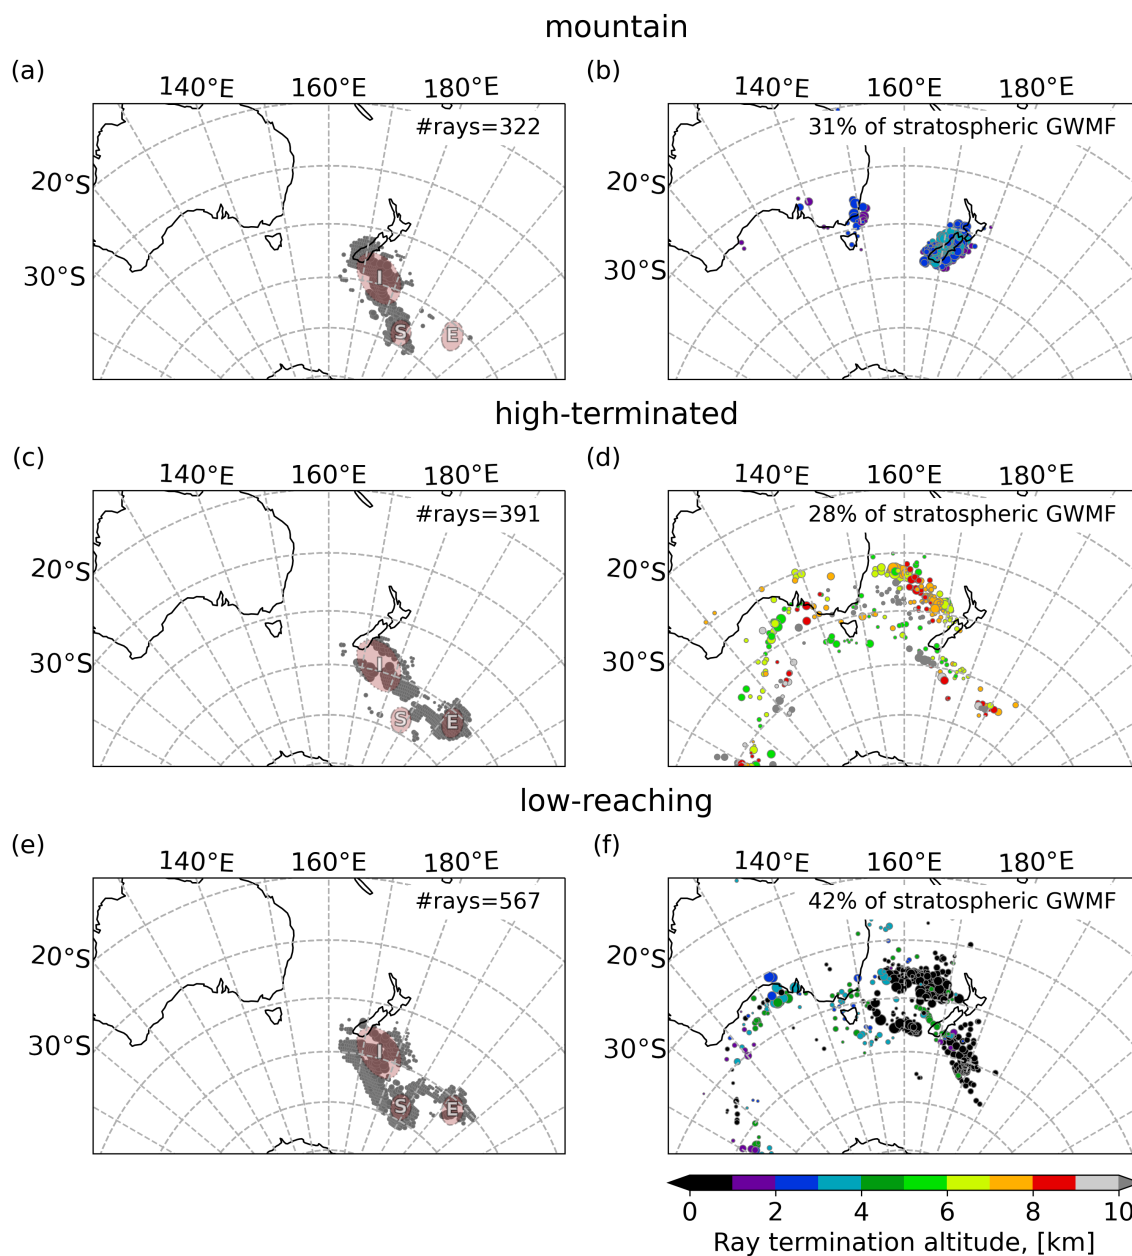 mountain
(a)
(b)
140°E 160°E 180°E
140°E 160°E 180°E
#rays=322
31% of stratospheric GWMF
20°S
20°S
30°S
30°S
I
S
E
high-terminated
(c)
(d)
140°E 160°E 180°E
140°E 160°E 180°E
#rays=391
28% of stratospheric GWMF
20°S
20°S
30°S
30°S
I
S
E
low-reaching
(e)
(f)
140°E 160°E 180°E
140°E 160°E 180°E
#rays=567
42% of stratospheric GWMF
20°S
20°S
30°S
30°S
I
S
E
0 2 4 6 8 10
Ray termination altitude, [km]